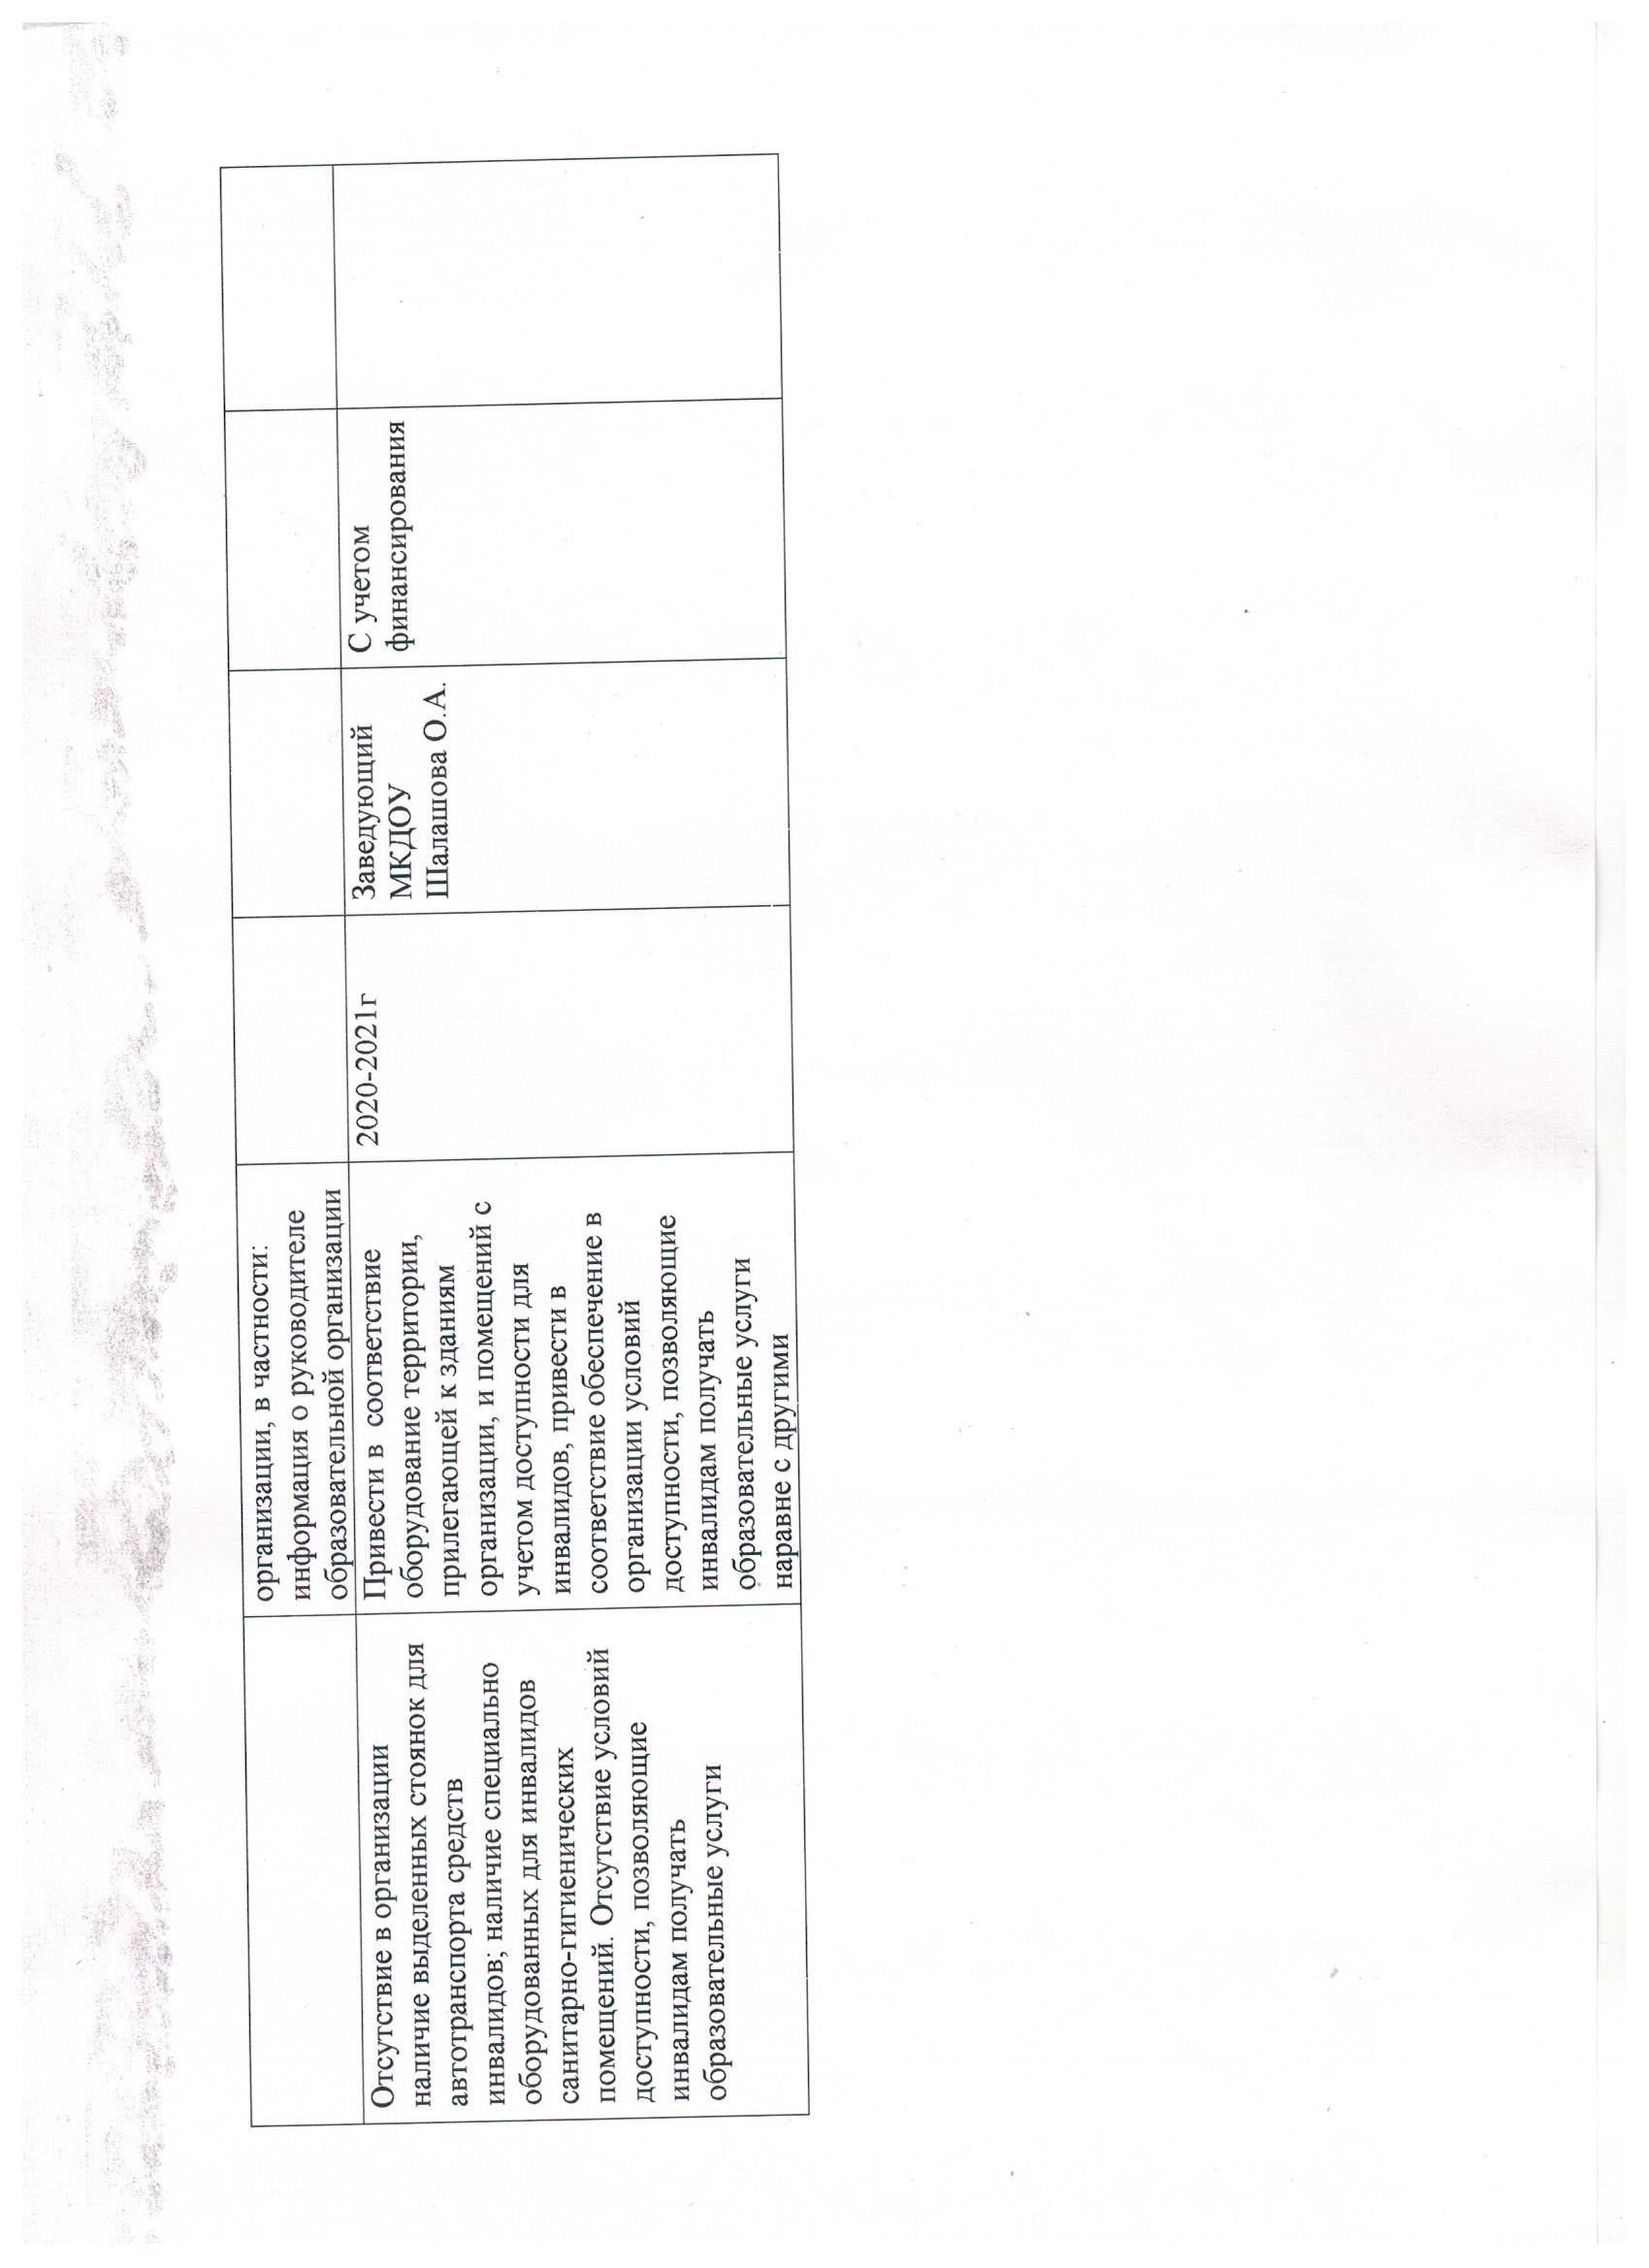 организации, в частности:
информация о руководителе
образовательной организации
Отсутствие в организации
наличие выделенных стоянок для
автотранспорта средств
инвалидов; наличие специально
оборудованных для инвалидов
санитарно-гигиенических
помещений. Отсутствие условий
доступности, позволяющие
инвалидам получать
образовательные услуги
Привести в соответствие
оборудование территории,
прилегающей к зданиям
организации, и помещений с
учетом доступности для
инвалидов, привести в
соответствие обеспечение в
организации условий
доступности, позволяющие
инвалидам получать
образовательные услуги
наравне с другими
2020-2021г
Заведующий
МКДОУ
Шалашова О.А.
С учетом
финансирования